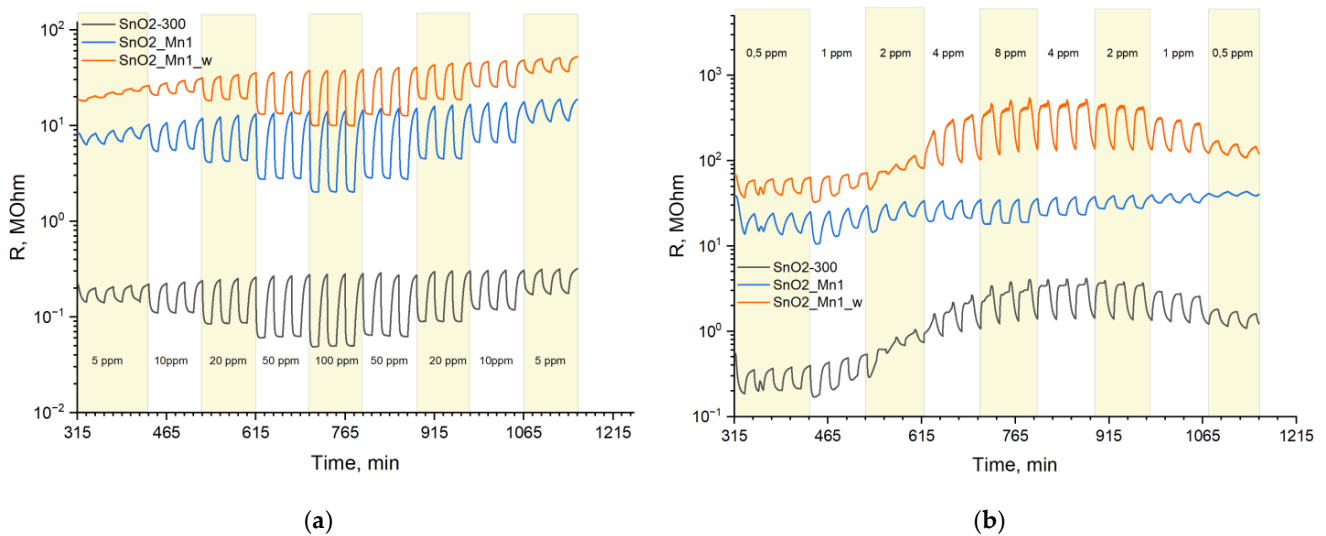 SnO2-300
SnO2_Mn1
SnO2_Mn1_w
R, MOhm
10²
10¹
10⁰
10⁻¹
10⁻²
5 ppm 10ppm 20 ppm 50 ppm 100 ppm 50 ppm 20 ppm 10ppm 5 ppm
315 465 615 765 915 1065 1215
Time, min
(a)
0,5 ppm 1 ppm 2 ppm 4 ppm 8 ppm 4 ppm 2 ppm 1 ppm 0,5 ppm
R, MOhm
10³
10²
10¹
10⁰
10⁻¹
SnO2-300
SnO2_Mn1
SnO2_Mn1_w
315 465 615 765 915 1065 1215
Time, min
(b)